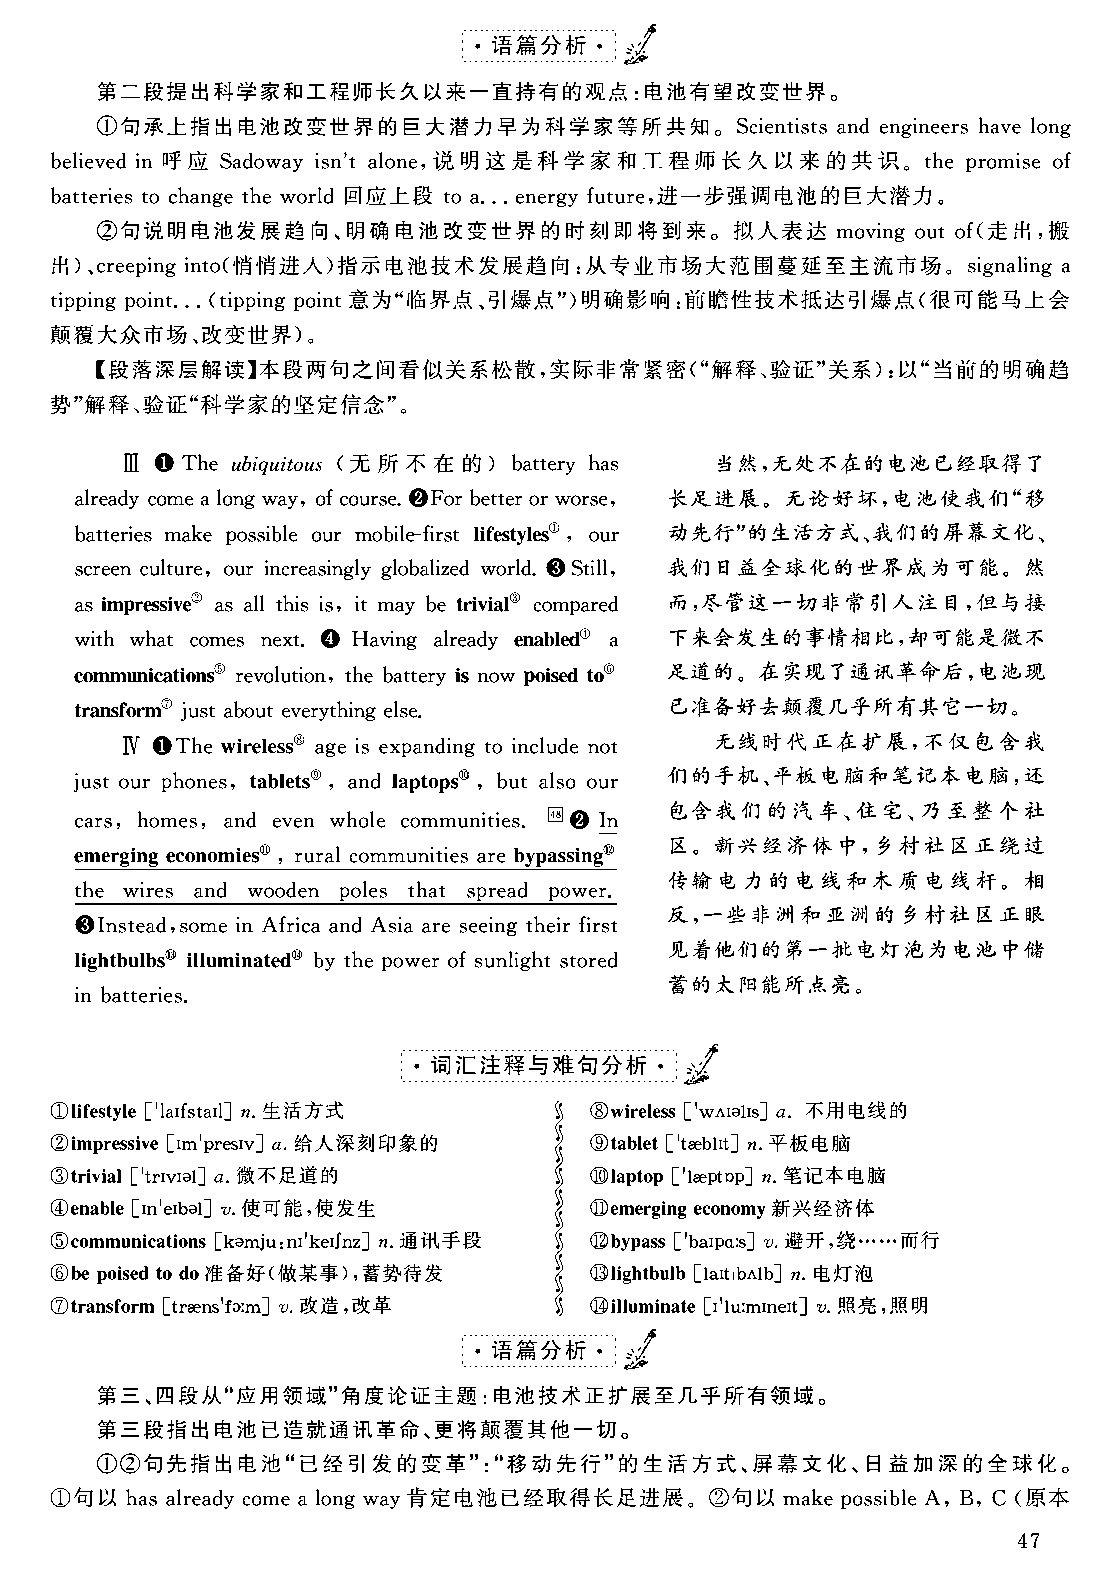 ·语篇分析·
第二段提出科学家和工程师长久以来一直持有的观点:电池有望改变世界。
①句承上指出电池改变世界的巨大潜力早为科学家等所共知。Scientists and engineers have long
believed in 呼应 Sadoway isn't alone,说明这是科学家和工程师长久以来的共识。the promise of
batteries to change the world 回应上段 to a... energy future,进一步强调电池的巨大潜力。
②句说明电池发展趋向、明确电池改变世界的时刻即将到来。拟人表达 moving out of(走出,搬
出)、creeping into(悄悄进入)指示电池技术发展趋向:从专业市场大范围蔓延至主流市场。signaling a
tipping point...(tipping point 意为“临界点、引爆点”)明确影响:前瞻性技术抵达引爆点(很可能马上会
颠覆大众市场、改变世界)。
【段落深层解读】本段两句之间看似关系松散,实际非常紧密(“解释、验证”关系):以“当前的明确趋
势”解释、验证“科学家的坚定信念”。
Ⅲ ❶ The ubiquitous (无所不在的) battery has
already come a long way, of course. ❷For better or worse,
batteries make possible our mobile-first lifestyles①, our
screen culture, our increasingly globalized world. ❸Still,
as impressive② as all this is, it may be trivial③ compared
with what comes next. ❹ Having already enabled④ a
communications⑤ revolution, the battery is now poised to⑥
transform⑦ just about everything else.
Ⅳ ❶The wireless⑧ age is expanding to include not
just our phones, tablets⑨, and laptops⑩, but also our
cars, homes, and even whole communities. 48 ❷ In
emerging economies⑪, rural communities are bypassing⑫
the wires and wooden poles that spread power.
❸Instead,some in Africa and Asia are seeing their first
lightbulbs⑬ illuminated⑭ by the power of sunlight stored
in batteries.
当然,无处不在的电池已经取得了
长足进展。无论好坏,电池使我们“移
动先行”的生活方式、我们的屏幕文化、
我们日益全球化的世界成为可能。然
而,尽管这一切非常引人注目,但与接
下来会发生的事情相比,却可能是微不
足道的。在实现了通讯革命后,电池现
已准备好去颠覆几乎所有其它一切。
无线时代正在扩展,不仅包含我
们的手机、平板电脑和笔记本电脑,还
包含我们的汽车、住宅、乃至整个社
区。新兴经济体中,乡村社区正绕过
传输电力的电线和木质电线杆。相
反,一些非洲和亚洲的乡村社区正眼
见着他们的第一批电灯泡为电池中储
蓄的太阳能所点亮。
·词汇注释与难句分析·
①lifestyle [ˈlaɪfstaɪl] n. 生活方式
②impressive [ɪmˈpresɪv] a. 给人深刻印象的
③trivial [ˈtrɪvɪəl] a. 微不足道的
④enable [ɪnˈeɪbəl] v. 使可能,使发生
⑤communications [kəmjuːnɪˈkeɪʃnz] n. 通讯手段
⑥be poised to do 准备好(做某事),蓄势待发
⑦transform [trænsˈfɔːm] v. 改造,改革
⑧wireless [ˈwʌɪəlɪs] a. 不用电线的
⑨tablet [ˈtæblɪt] n. 平板电脑
⑩laptop [ˈlæptɒp] n. 笔记本电脑
⑪emerging economy 新兴经济体
⑫bypass [ˈbaɪpɑːs] v. 避开,绕……而行
⑬lightbulb [laɪtˌbʌlb] n. 电灯泡
⑭illuminate [ɪˈluːmɪneɪt] v. 照亮,照明
·语篇分析·
第三、四段从“应用领域”角度论证主题:电池技术正扩展至几乎所有领域。
第三段指出电池已造就通讯革命、更将颠覆其他一切。
①②句先指出电池“已经引发的变革”:“移动先行”的生活方式、屏幕文化、日益加深的全球化。
①句以 has already come a long way 肯定电池已经取得长足进展。②句以 make possible A, B, C (原本
47